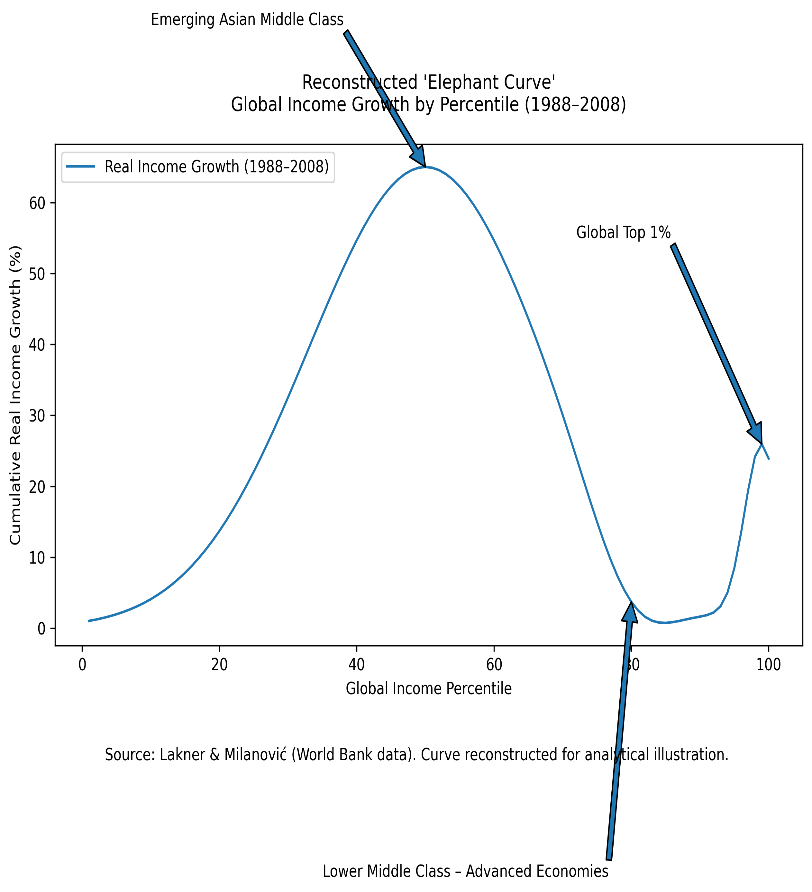 Emerging Asian Middle Class
Reconstructed 'Elephant Curve'
Global Income Growth by Percentile (1988–2008)
Real Income Growth (1988–2008)
Global Top 1%
Cumulative Real Income Growth (%)
60
50
40
30
20
10
0
0 20 40 60 80 100
Global Income Percentile
Source: Lakner & Milanović (World Bank data). Curve reconstructed for analytical illustration.
Lower Middle Class – Advanced Economies